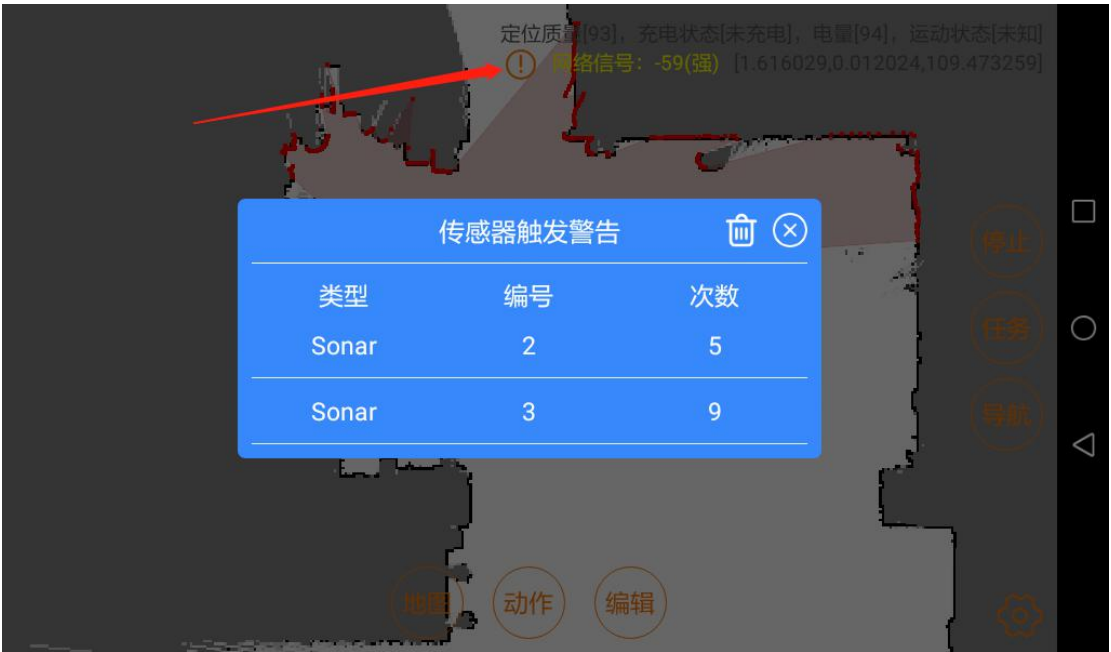 定位质量[93]，充电状态[未充电]，电量[94]，运动状态[未知]
网络信号：-59(强) [1.616029,0.012024,109.473259]
传感器触发警告
类型 编号 次数
Sonar 2 5
Sonar 3 9
停止
任务
导航
地图 动作 编辑